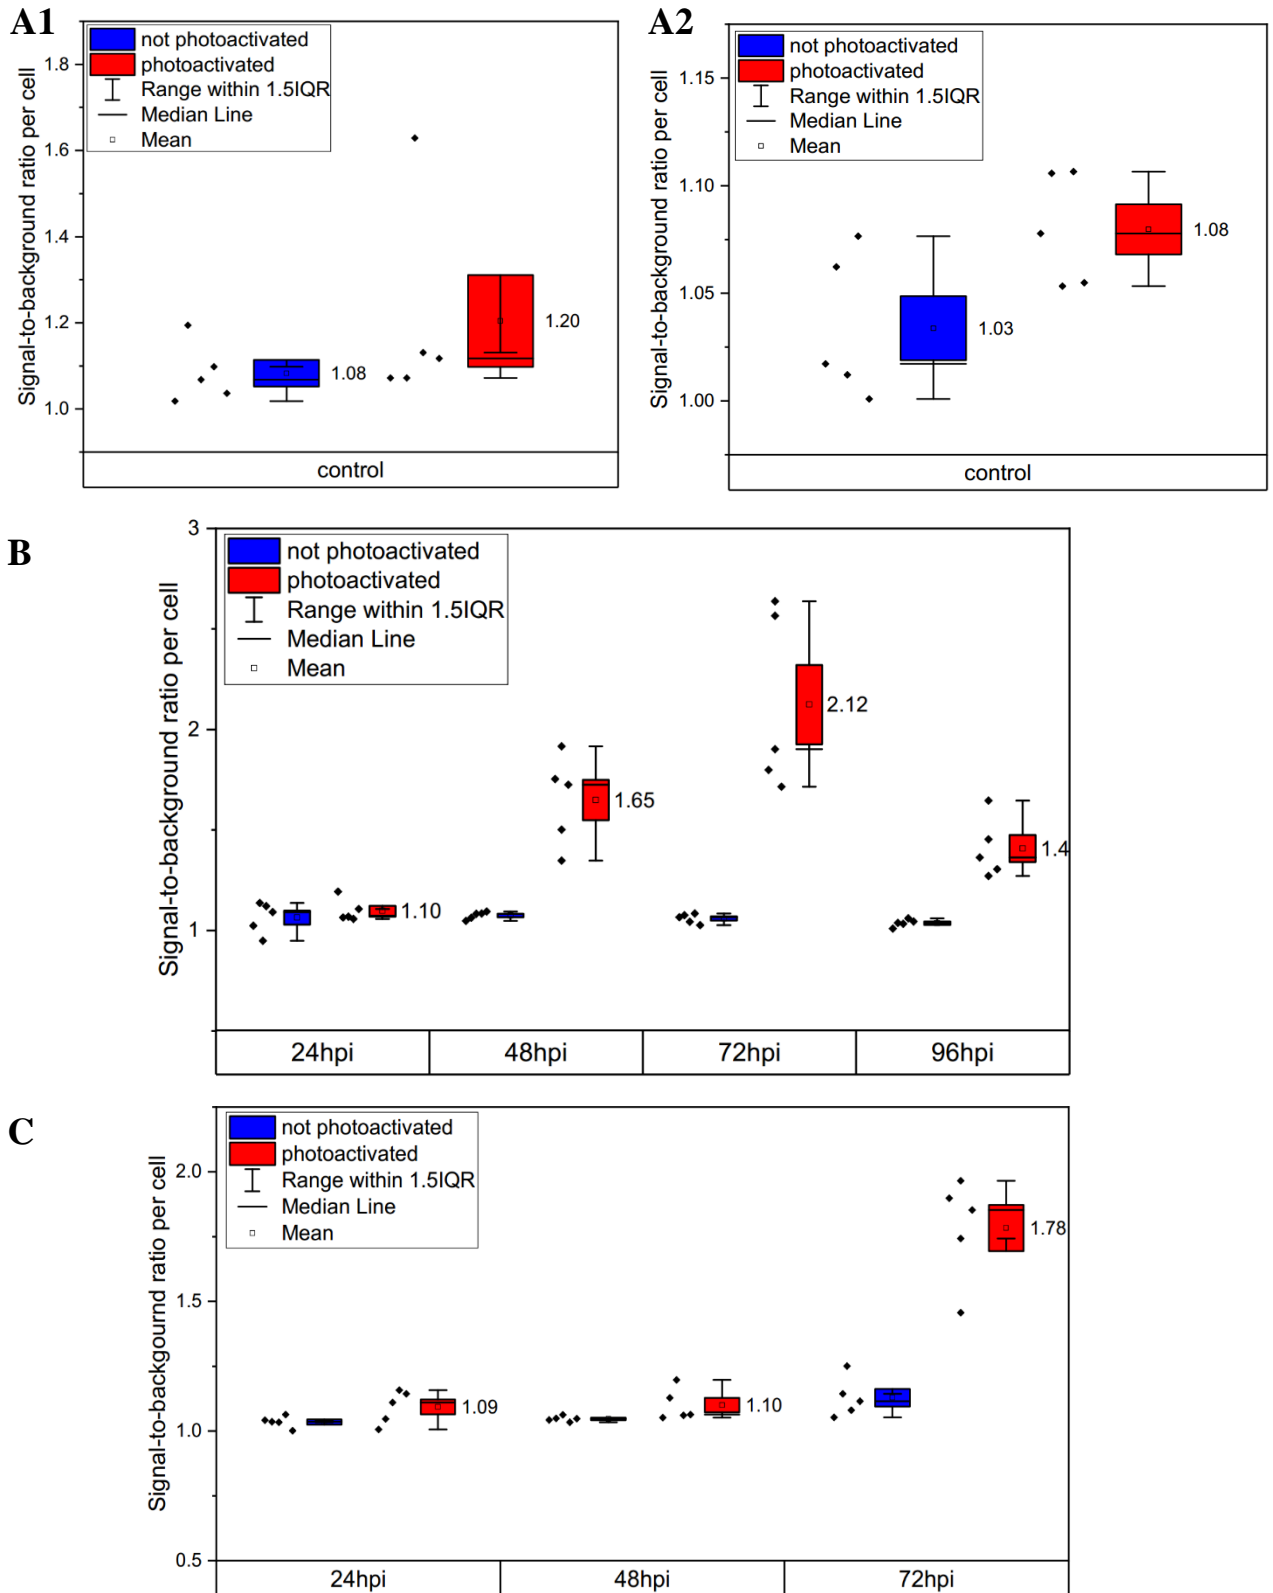 A1
not photoactivated
photoactivated
Range within 1.5IQR
Median Line
Mean
Signal-to-background ratio per cell
1.8
1.6
1.4
1.2
1.0
1.08
1.20
control
A2
not photoactivated
photoactivated
Range within 1.5IQR
Median Line
Mean
Signal-to-background ratio per cell
1.15
1.10
1.05
1.00
1.03
1.08
control
B
not photoactivated
photoactivated
Range within 1.5IQR
Median Line
Mean
Signal-to-background ratio per cell
3
2
1
1.10
1.65
2.12
1.4
24hpi
48hpi
72hpi
96hpi
C
not photoactivated
photoactivated
Range within 1.5IQR
Median Line
Mean
Signal-to-backgournd ratio per cell
2.0
1.5
1.0
0.5
1.09
1.10
1.78
24hpi
48hpi
72hpi